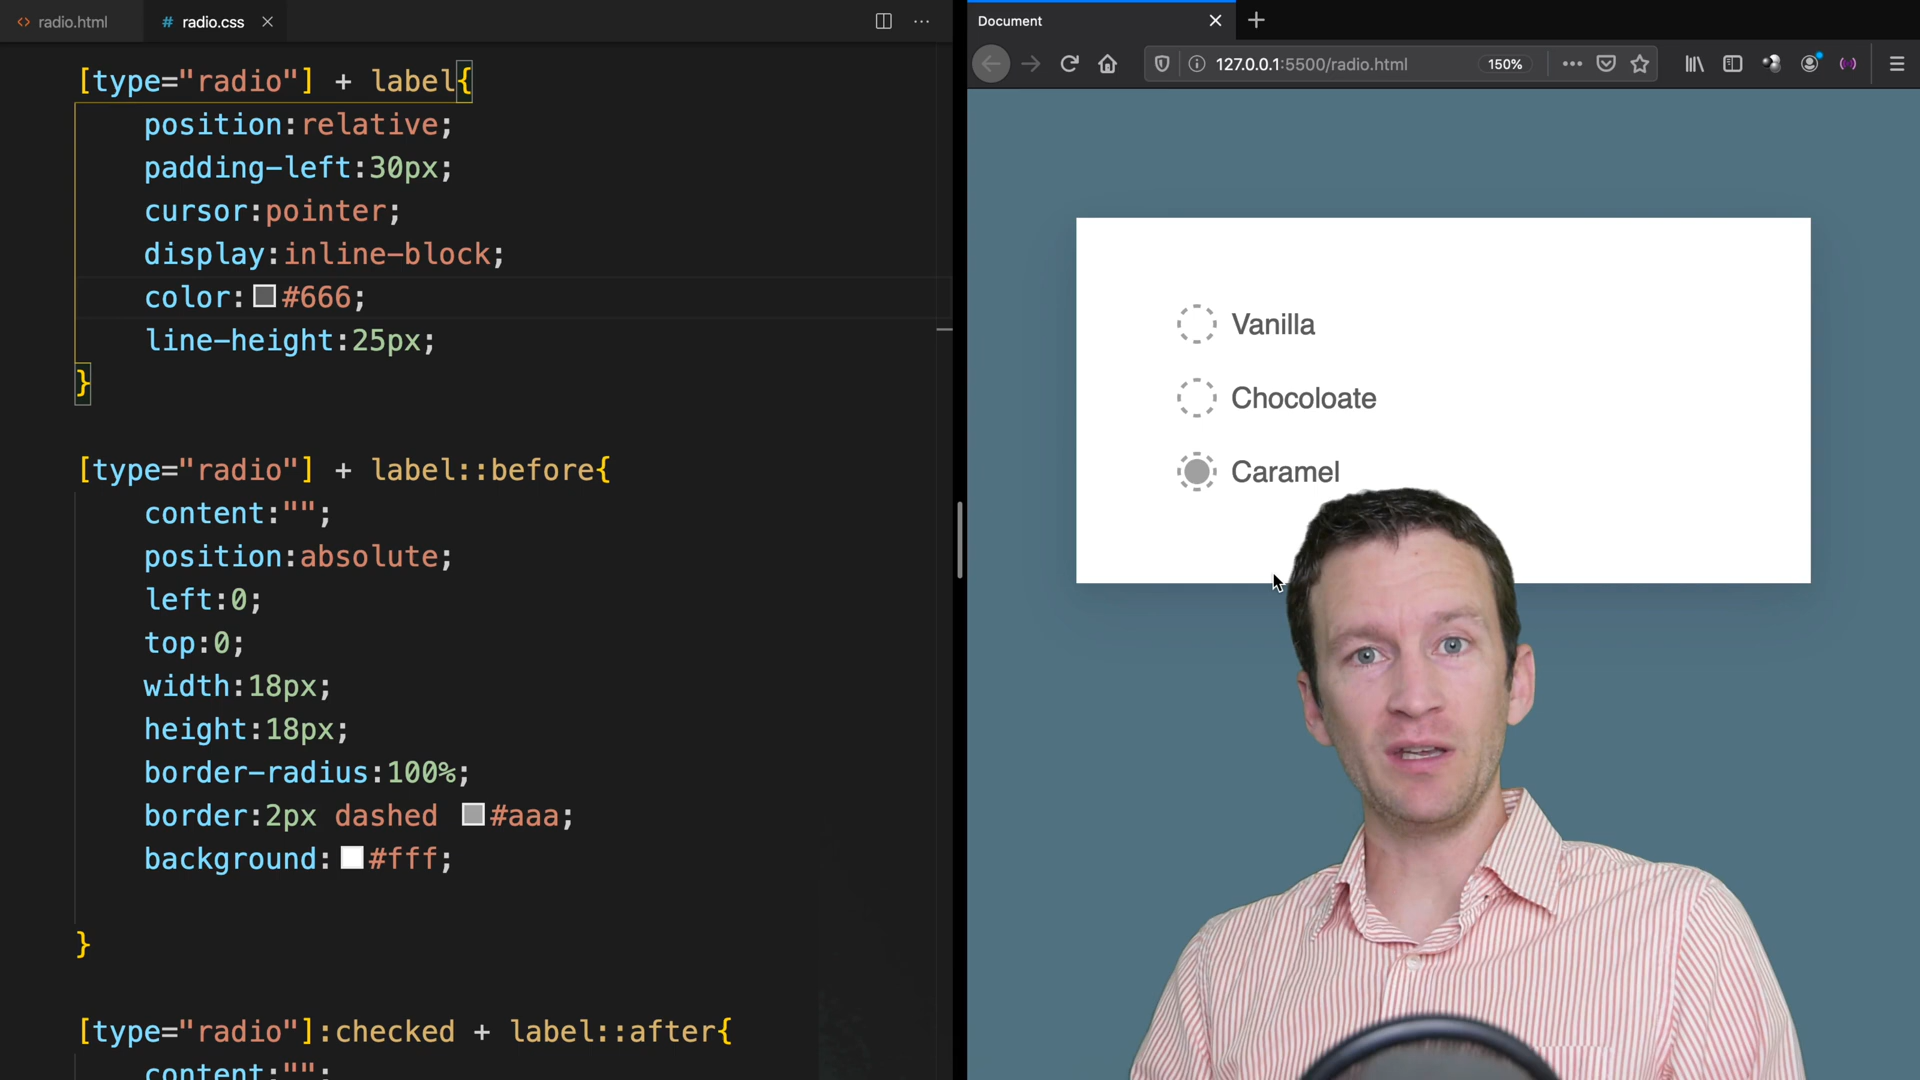 radio.html
# radio.css
[type="radio"] + label{
position:relative;
padding-left:30px;
cursor:pointer;
display:inline-block;
color: #666;
line-height:25px;
}
[type="radio"] + label::before{
content:"";
position:absolute;
left:0;
top:0;
width:18px;
height:18px;
border-radius:100%;
border:2px dashed #aaa;
background: #fff;
}
[type="radio"]:checked + label::after{
content:"";
Document
127.0.0.1:5500/radio.html
150%
Vanilla
Chocoloate
Caramel